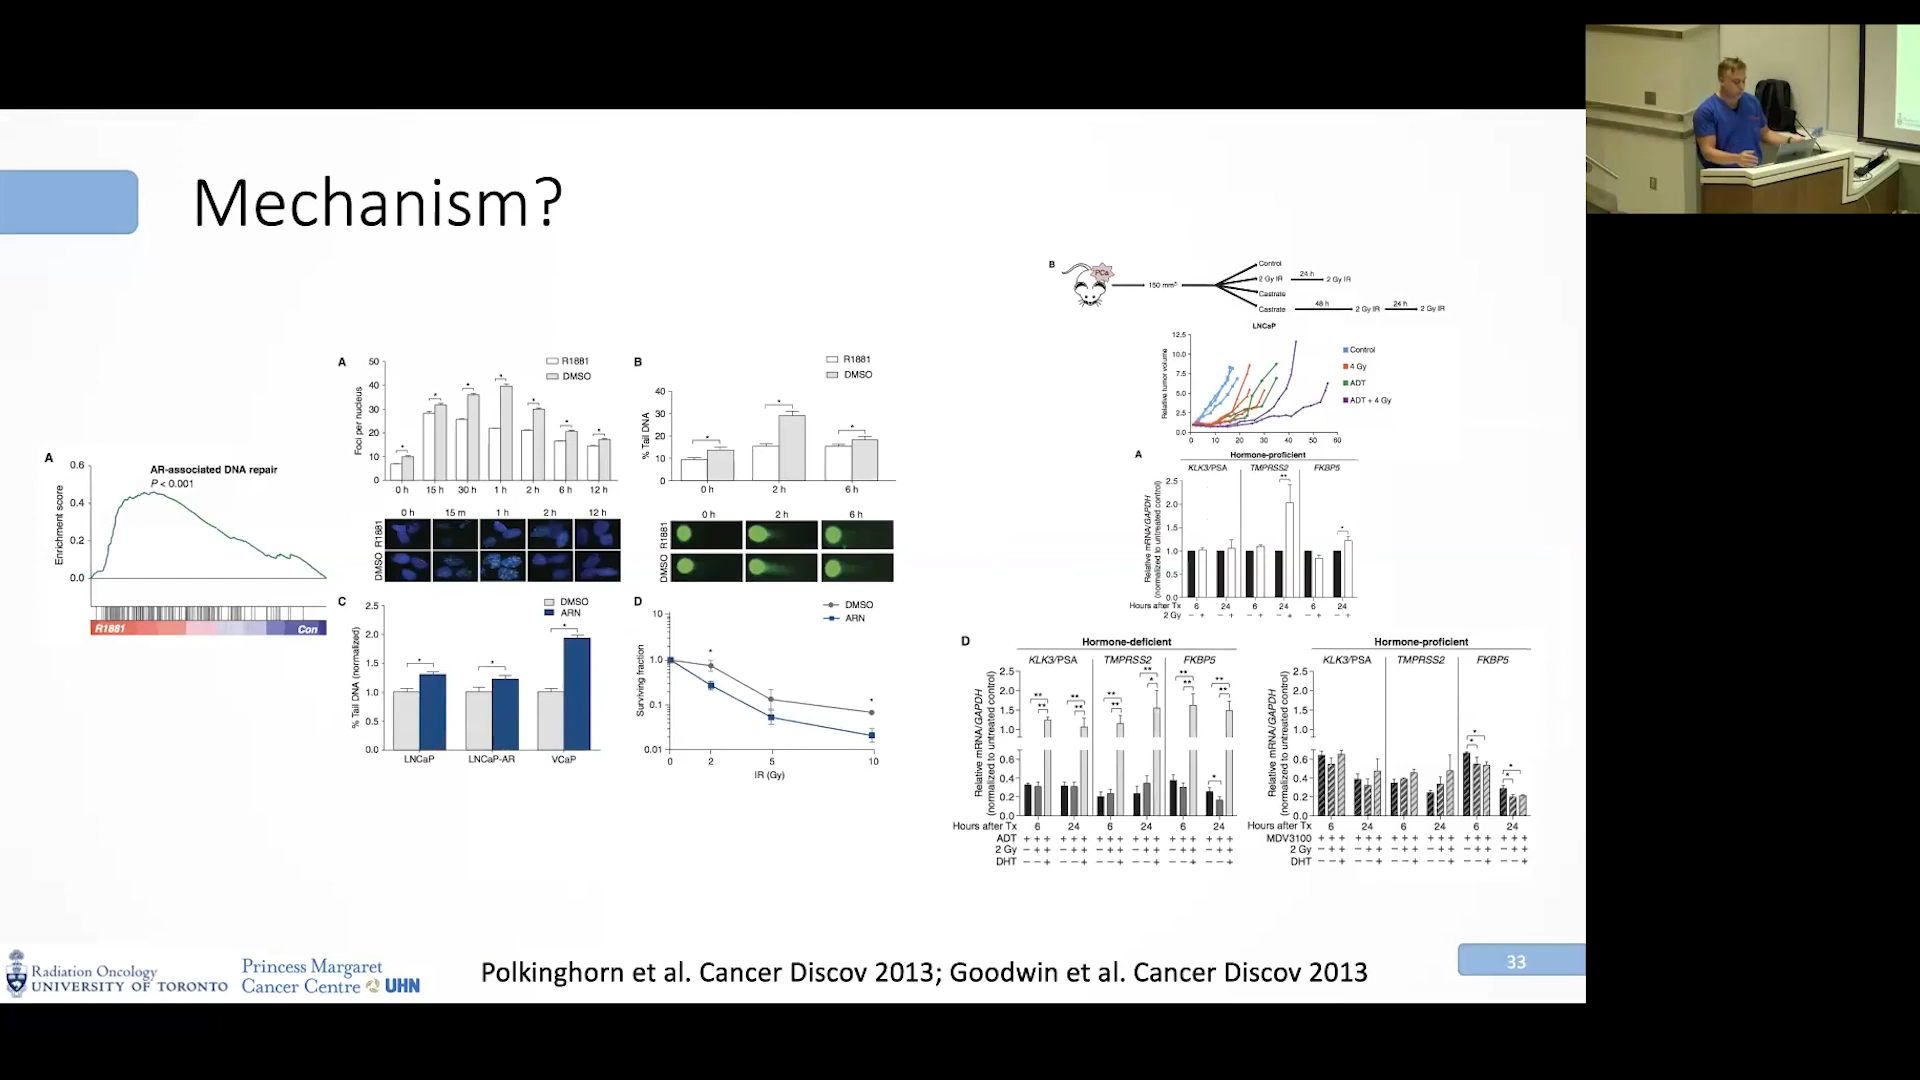 Mechanism?
A
AR-associated DNA repair
P < 0.001
Enrichment score
0.6
0.4
0.2
0.0
R1881
Con
A
R1881
DMSO
Foci per nucleus
50
40
30
20
10
0
0 h 15 h 30 h 1 h 2 h 6 h 12 h
0 h 15 m 1 h 2 h 12 h
R1881
DMSO
B
R1881
DMSO
% Tail DNA
40
30
20
10
0
0 h 2 h 6 h
0 h 2 h 6 h
R1881
DMSO
C
DMSO
ARN
% Tail DNA (normalized)
2.5
2.0
1.5
1.0
0.5
0.0
LNCaP LNCaP-AR VCaP
D
DMSO
ARN
Surviving fraction
10
1.0
0.1
0.01
0 2 5 10
IR (Gy)
B
PCa
150 mm³
Control
2 Gy IR 24 h 2 Gy IR
Castrate
Castrate 48 h 2 Gy IR 24 h 2 Gy IR
LNCaP
Relative tumor volume
12.5
10.0
7.5
5.0
2.5
0.0
0 10 20 30 40 50 60
Control
4 Gy
ADT
ADT + 4 Gy
A
Hormone-proficient
KLK3/PSA TMPRSS2 FKBP5
Relative mRNA/GAPDH
(normalized to untreated control)
2.5
2.0
1.5
1.0
0.5
0.0
Hours after Tx 6 24 6 24 6 24
2 Gy − + − + − + − + − + − +
D
Hormone-deficient
KLK3/PSA TMPRSS2 FKBP5
Relative mRNA/GAPDH
(normalized to untreated control)
2.5
2.0
1.5
1.0
0.6
0.4
0.2
0.0
Hours after Tx 6 24 6 24 6 24
ADT + + + + + + + + + + + + + + + + + +
2 Gy − + + − + + − + + − + + − + + − + +
DHT − − + − − + − − + − − + − − + − − +
Hormone-proficient
KLK3/PSA TMPRSS2 FKBP5
Relative mRNA/GAPDH
(normalized to untreated control)
2.5
2.0
1.5
1.0
0.6
0.4
0.2
0.0
Hours after Tx 6 24 6 24 6 24
MDV3100 + + + + + + + + + + + + + + + + + +
2 Gy − + + − + + − + + − + + − + + − + +
DHT − − + − − + − − + − − + − − + − − +
Radiation Oncology
UNIVERSITY OF TORONTO
Princess Margaret
Cancer Centre UHN
Polkinghorn et al. Cancer Discov 2013; Goodwin et al. Cancer Discov 2013
33